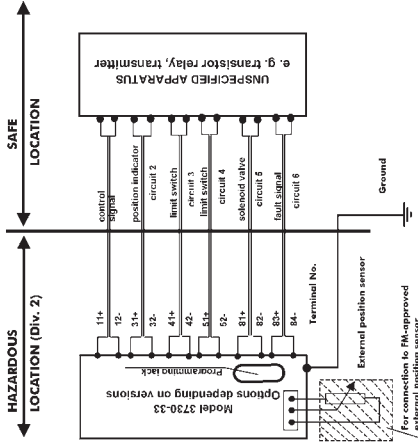 SAFE
LOCATION
HAZARDOUS
LOCATION (Div. 2)
UNSPECIFIED APPARATUS
e. g. transistor relay, transmitter
control
signal
position indicator
circuit 2
limit switch
circuit 3
limit switch
circuit 4
solenoid valve
circuit 5
fault signal
circuit 6
Ground
11+
12-
31+
32-
41+
42-
51+
52-
81+
82-
83+
84-
Terminal No.
Programming jack
Model 3730-33
Options depending on versions
External position sensor
For connection to FM-approved
external position sensor